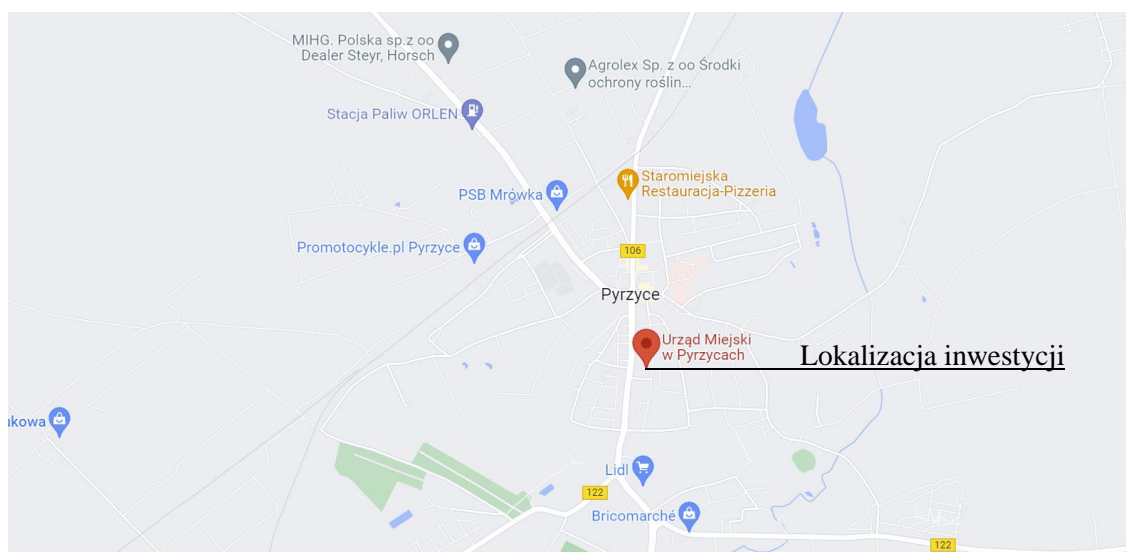 MIHG. Polska sp.z oo
Dealer Steyr, Horsch
Agrolex Sp. z oo Środki
ochrony roślin...
Stacja Paliw ORLEN
Staromiejska
Restauracja-Pizzeria
PSB Mrówka
Promotocykle.pl Pyrzyce
106
Pyrzyce
Urząd Miejski
w Pyrzycach
Lokalizacja inwestycji
ukowa
Lidl
122
Bricomarché
122